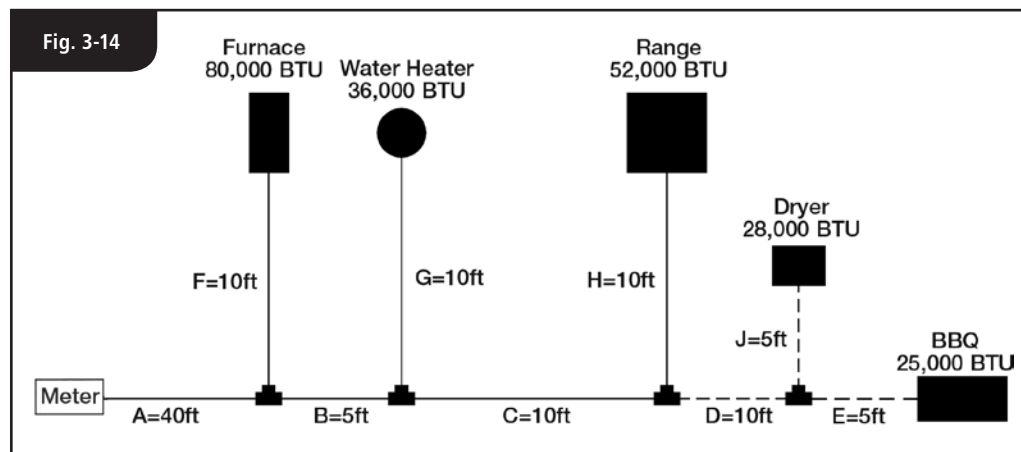 Fig. 3-14
Furnace
80,000 BTU
Water Heater
36,000 BTU
Range
52,000 BTU
Dryer
28,000 BTU
F=10ft
G=10ft
H=10ft
J=5ft
BBQ
25,000 BTU
Meter
A=40ft
B=5ft
C=10ft
D=10ft
E=5ft